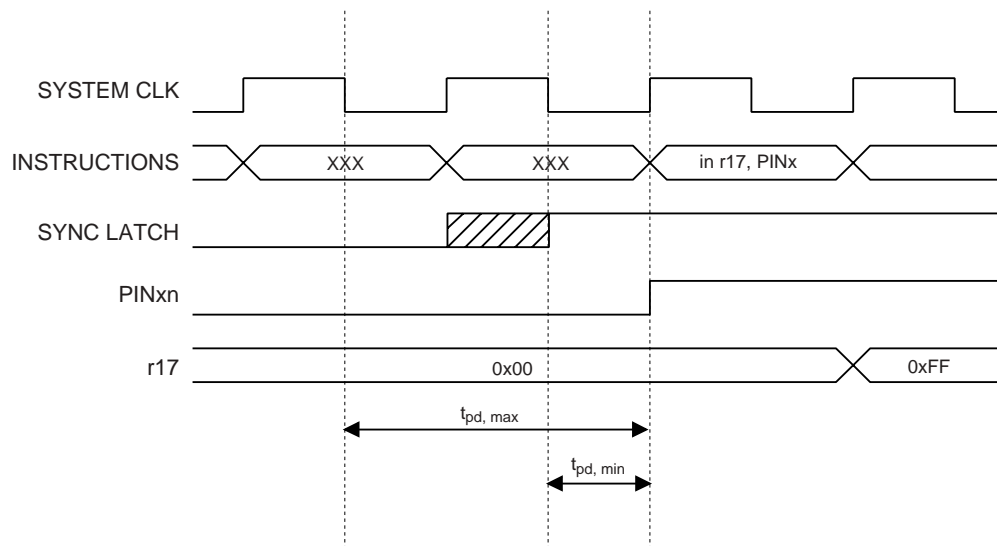 SYSTEM CLK
INSTRUCTIONS XXX XXX in r17, PINx
SYNC LATCH
PINxn
r17 0x00 0xFF
tpd, max
tpd, min